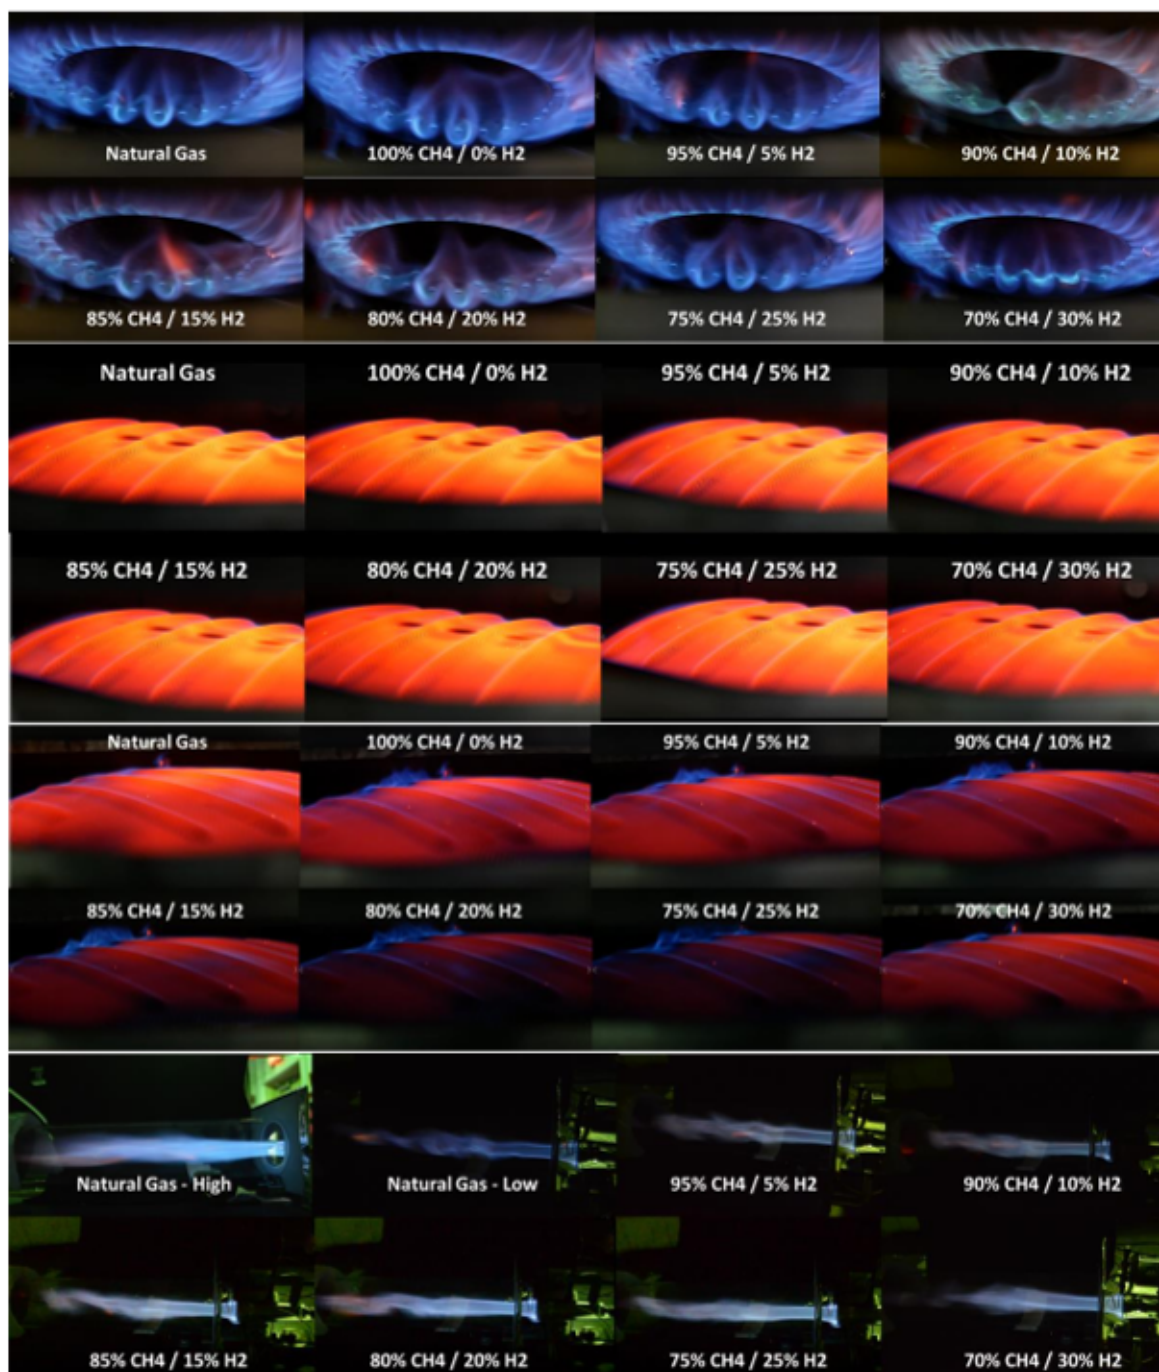 Natural Gas
100% CH4 / 0% H2
95% CH4 / 5% H2
90% CH4 / 10% H2
85% CH4 / 15% H2
80% CH4 / 20% H2
75% CH4 / 25% H2
70% CH4 / 30% H2
Natural Gas
100% CH4 / 0% H2
95% CH4 / 5% H2
90% CH4 / 10% H2
85% CH4 / 15% H2
80% CH4 / 20% H2
75% CH4 / 25% H2
70% CH4 / 30% H2
Natural Gas
100% CH4 / 0% H2
95% CH4 / 5% H2
90% CH4 / 10% H2
85% CH4 / 15% H2
80% CH4 / 20% H2
75% CH4 / 25% H2
70% CH4 / 30% H2
Natural Gas - High
Natural Gas - Low
95% CH4 / 5% H2
90% CH4 / 10% H2
85% CH4 / 15% H2
80% CH4 / 20% H2
75% CH4 / 25% H2
70% CH4 / 30% H2